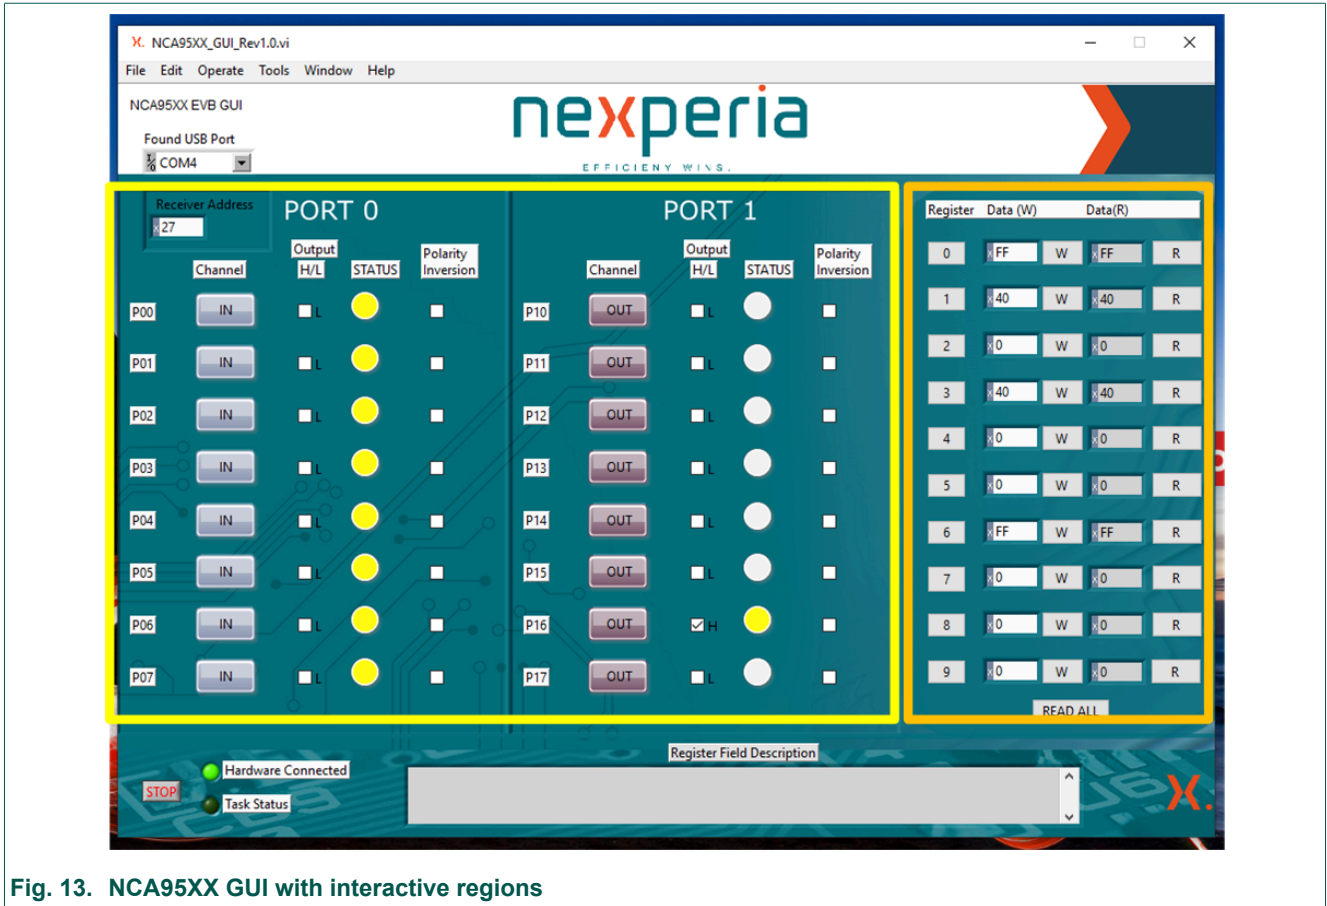 NCA95XX_GUI_Rev1.0.vi
File Edit Operate Tools Window Help
NCA95XX EVB GUI
nexperia
EFFICIENY WINS.
Found USB Port
I/O COM4
Receiver Address
x 27
PORT 0
Channel Output H/L STATUS Polarity Inversion
P00 IN L
P01 IN L
P02 IN L
P03 IN L
P04 IN L
P05 IN L
P06 IN L
P07 IN L
PORT 1
Channel Output H/L STATUS Polarity Inversion
P10 OUT L
P11 OUT L
P12 OUT L
P13 OUT L
P14 OUT L
P15 OUT L
P16 OUT H
P17 OUT L
Register Data (W) Data(R)
0 x FF W x FF R
1 x 40 W x 40 R
2 x 0 W x 0 R
3 x 40 W x 40 R
4 x 0 W x 0 R
5 x 0 W x 0 R
6 x FF W x FF R
7 x 0 W x 0 R
8 x 0 W x 0 R
9 x 0 W x 0 R
READ ALL
Register Field Description
Hardware Connected
STOP
Task Status
Fig. 13. NCA95XX GUI with interactive regions